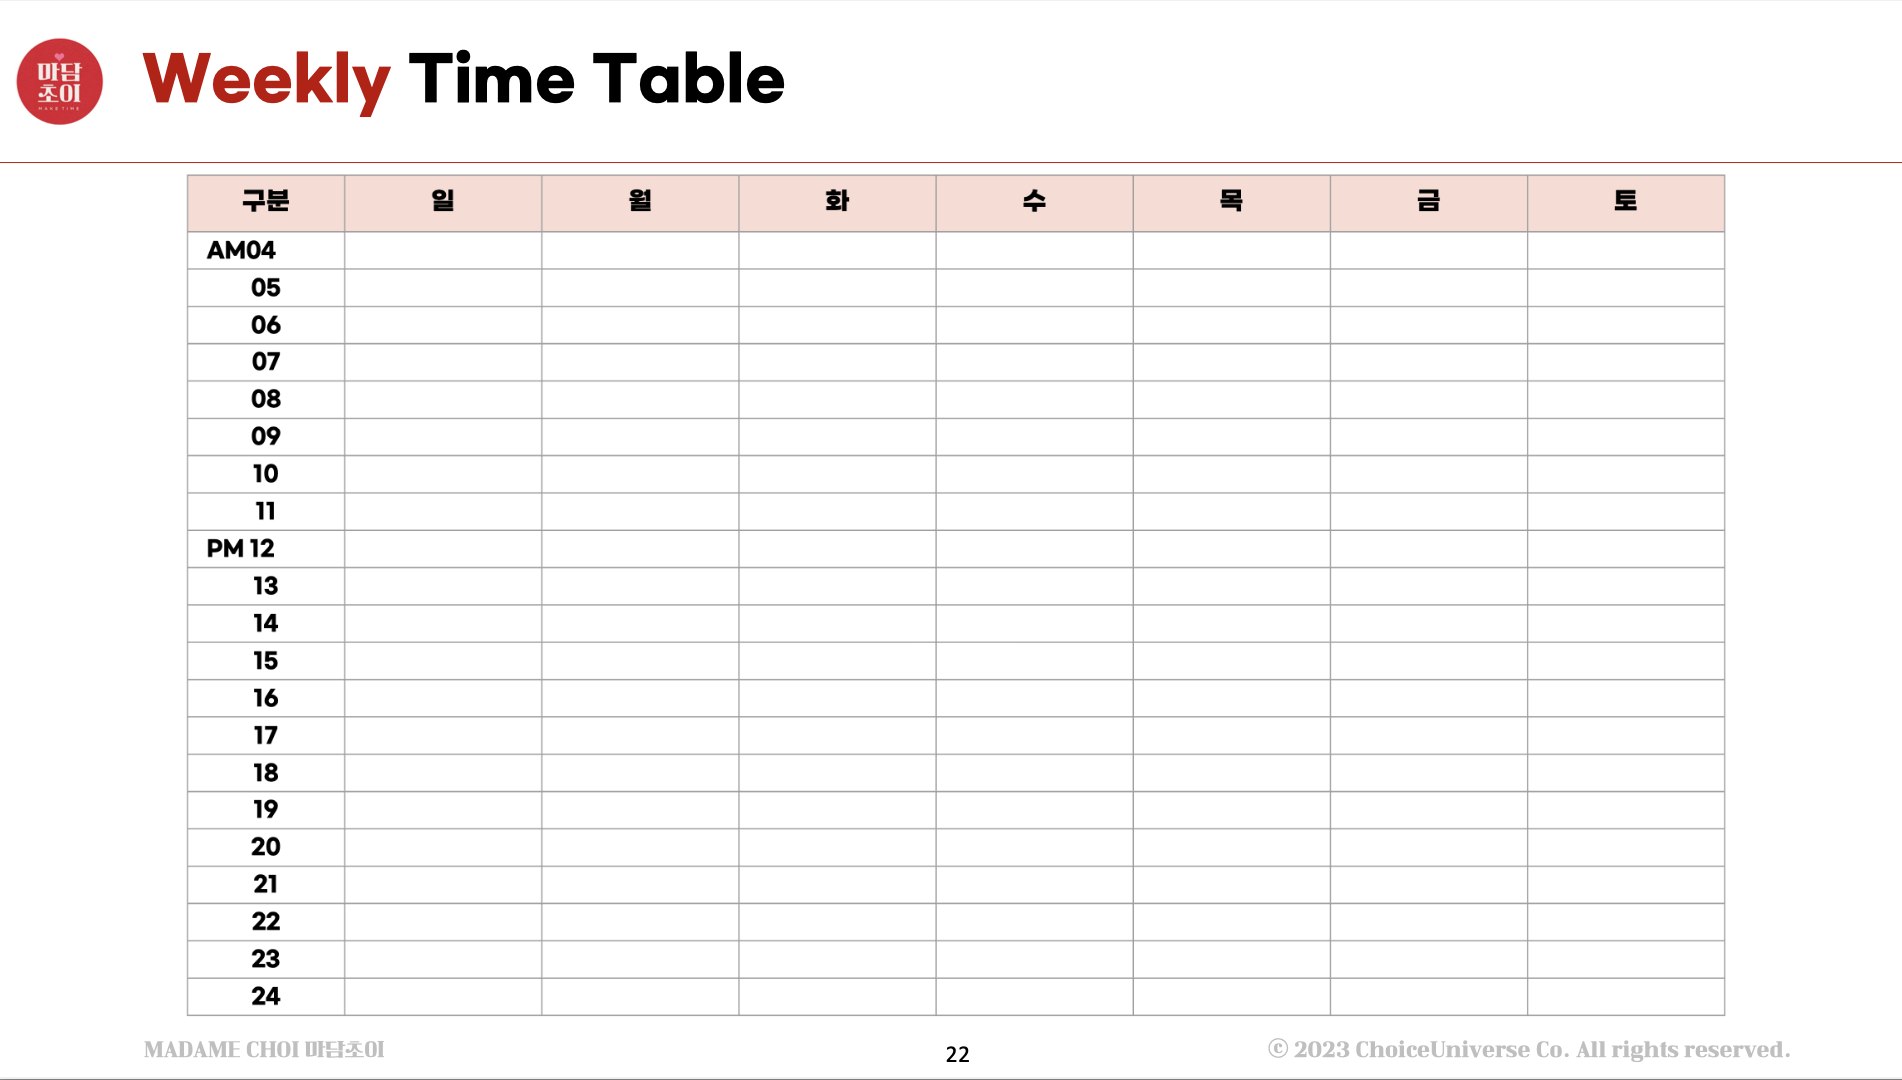 마담
초이
MAKE TIME
Weekly Time Table
구분 일 월 화 수 목 금 토
AM04
05
06
07
08
09
10
11
PM 12
13
14
15
16
17
18
19
20
21
22
23
24
MADAME CHOI 마담초이
22
© 2023 ChoiceUniverse Co. All rights reserved.